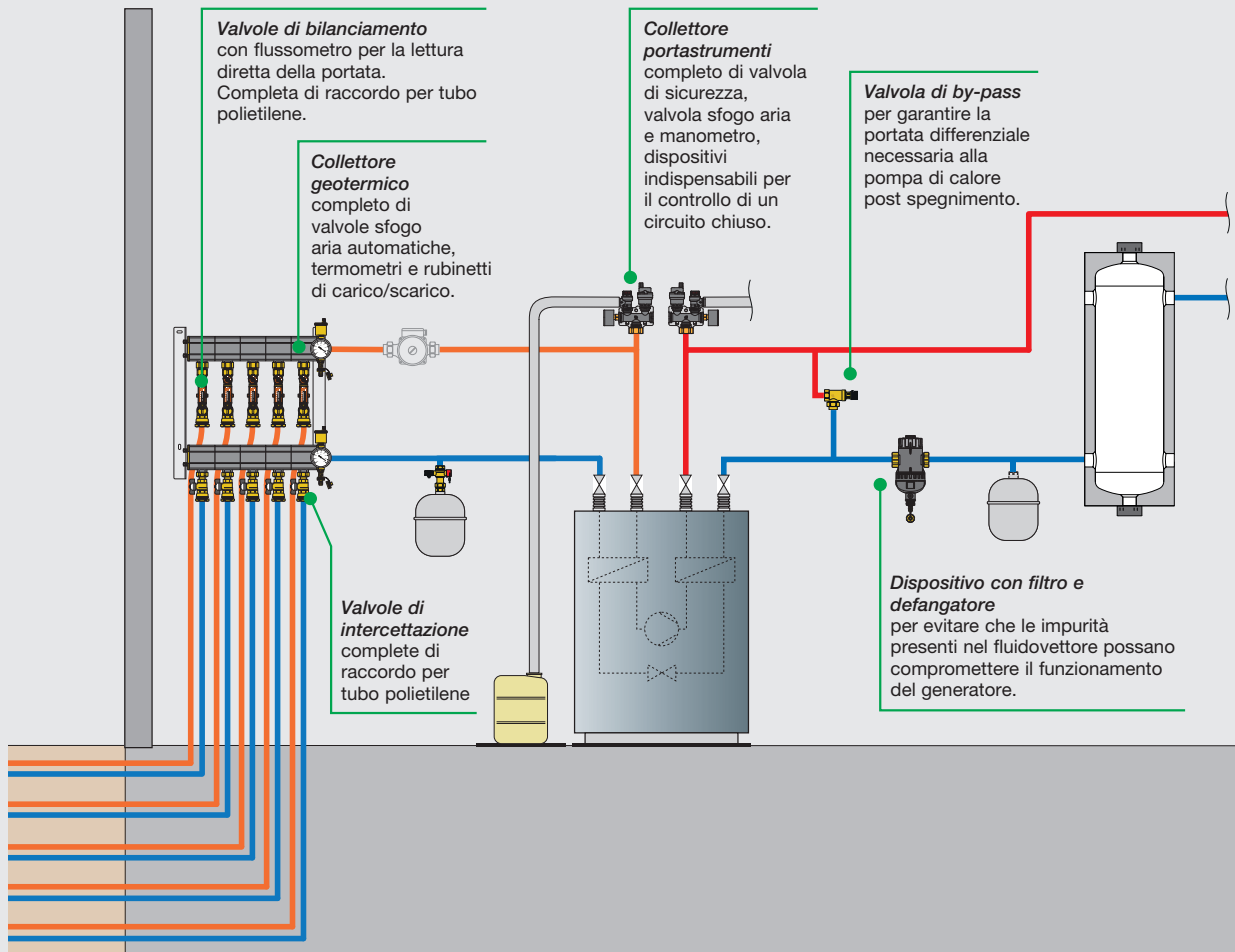 Valvole di bilanciamento
con flussometro per la lettura
diretta della portata.
Completa di raccordo per tubo
polietilene.
Collettore
geotermico
completo di
valvole sfogo
aria automatiche,
termometri e rubinetti
di carico/scarico.
Collettore
portastrumenti
completo di valvola
di sicurezza,
valvola sfogo aria
e manometro,
dispositivi
indispensabili per
il controllo di un
circuito chiuso.
Valvola di by-pass
per garantire la
portata differenziale
necessaria alla
pompa di calore
post spegnimento.
Valvole di
intercettazione
complete di
raccordo per
tubo polietilene
Dispositivo con filtro e
defangatore
per evitare che le impurità
presenti nel fluidovettore possano
compromettere il funzionamento
del generatore.